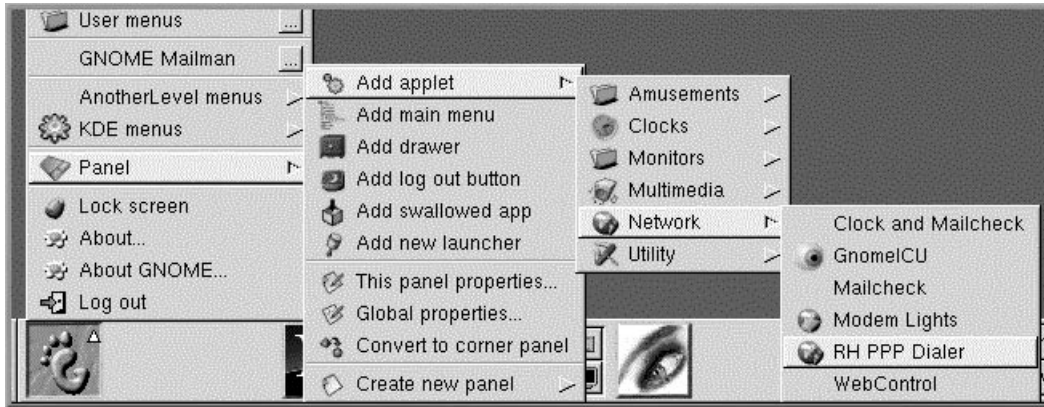 User menus
...
GNOME Mailman
...
AnotherLevel menus
KDE menus
Panel
Lock screen
About...
About GNOME...
Log out
Add applet
Add main menu
Add drawer
Add log out button
Add swallowed app
Add new launcher
This panel properties...
Global properties...
Convert to corner panel
Create new panel
Amusements
Clocks
Monitors
Multimedia
Network
Utility
Clock and Mailcheck
GnomeICU
Mailcheck
Modem Lights
RH PPP Dialer
WebControl